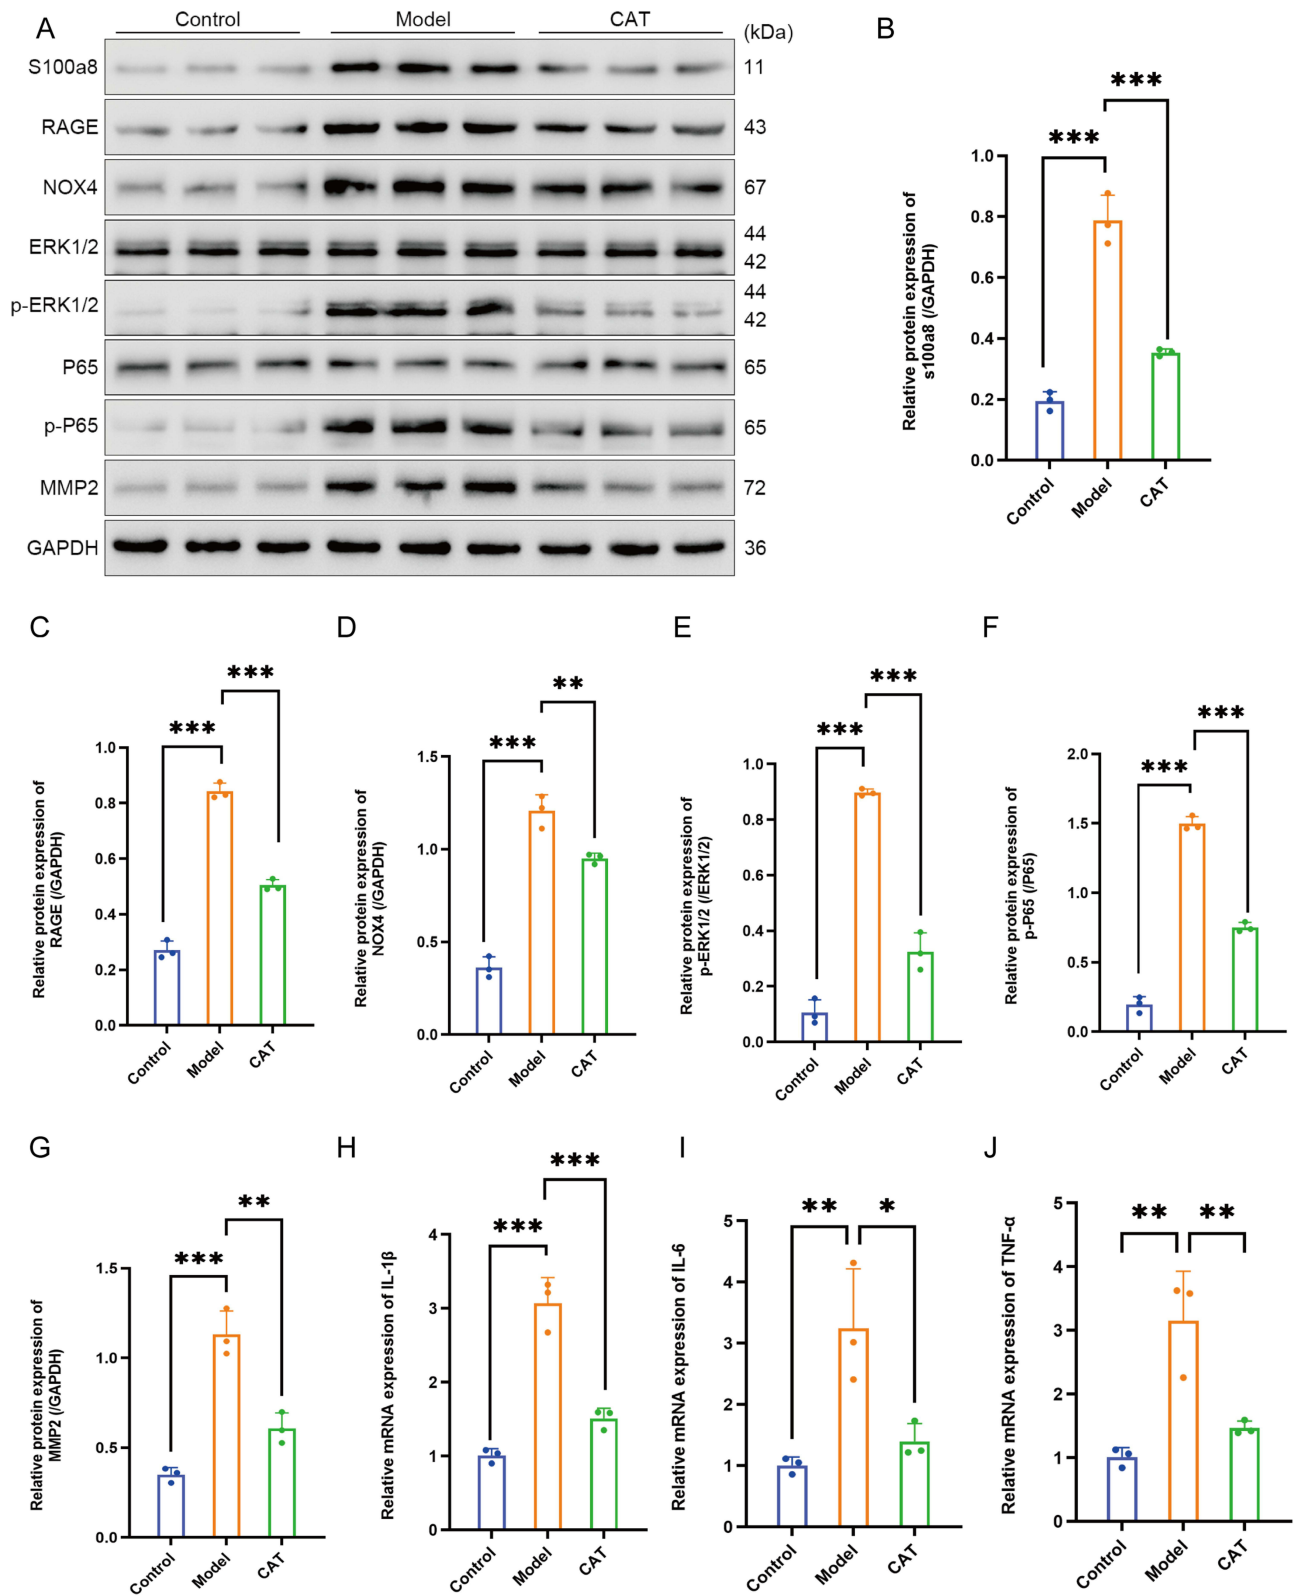 A
Control
Model
CAT
(kDa)
S100a8
11
RAGE
43
NOX4
67
ERK1/2
44
42
p-ERK1/2
44
42
P65
65
p-P65
65
MMP2
72
GAPDH
36
B
Relative protein expression of
s100a8 (/GAPDH)
***
***
1.0
0.8
0.6
0.4
0.2
0.0
Control
Model
CAT
C
Relative protein expression of
RAGE (/GAPDH)
***
***
1.0
0.8
0.6
0.4
0.2
0.0
Control
Model
CAT
D
Relative protein expression of
NOX4 (/GAPDH)
**
***
1.5
1.0
0.5
0.0
Control
Model
CAT
E
Relative protein expression of
p-ERK1/2 (/ERK1/2)
***
***
1.0
0.8
0.6
0.4
0.2
0.0
Control
Model
CAT
F
Relative protein expression of
p-P65 (/P65)
***
***
2.0
1.5
1.0
0.5
0.0
Control
Model
CAT
G
Relative protein expression of
MMP2 (/GAPDH)
**
***
1.5
1.0
0.5
0.0
Control
Model
CAT
H
Relative mRNA expression of IL-1β
***
***
4
3
2
1
0
Control
Model
CAT
I
Relative mRNA expression of IL-6
** *
5
4
3
2
1
0
Control
Model
CAT
J
Relative mRNA expression of TNF-α
** **
5
4
3
2
1
0
Control
Model
CAT